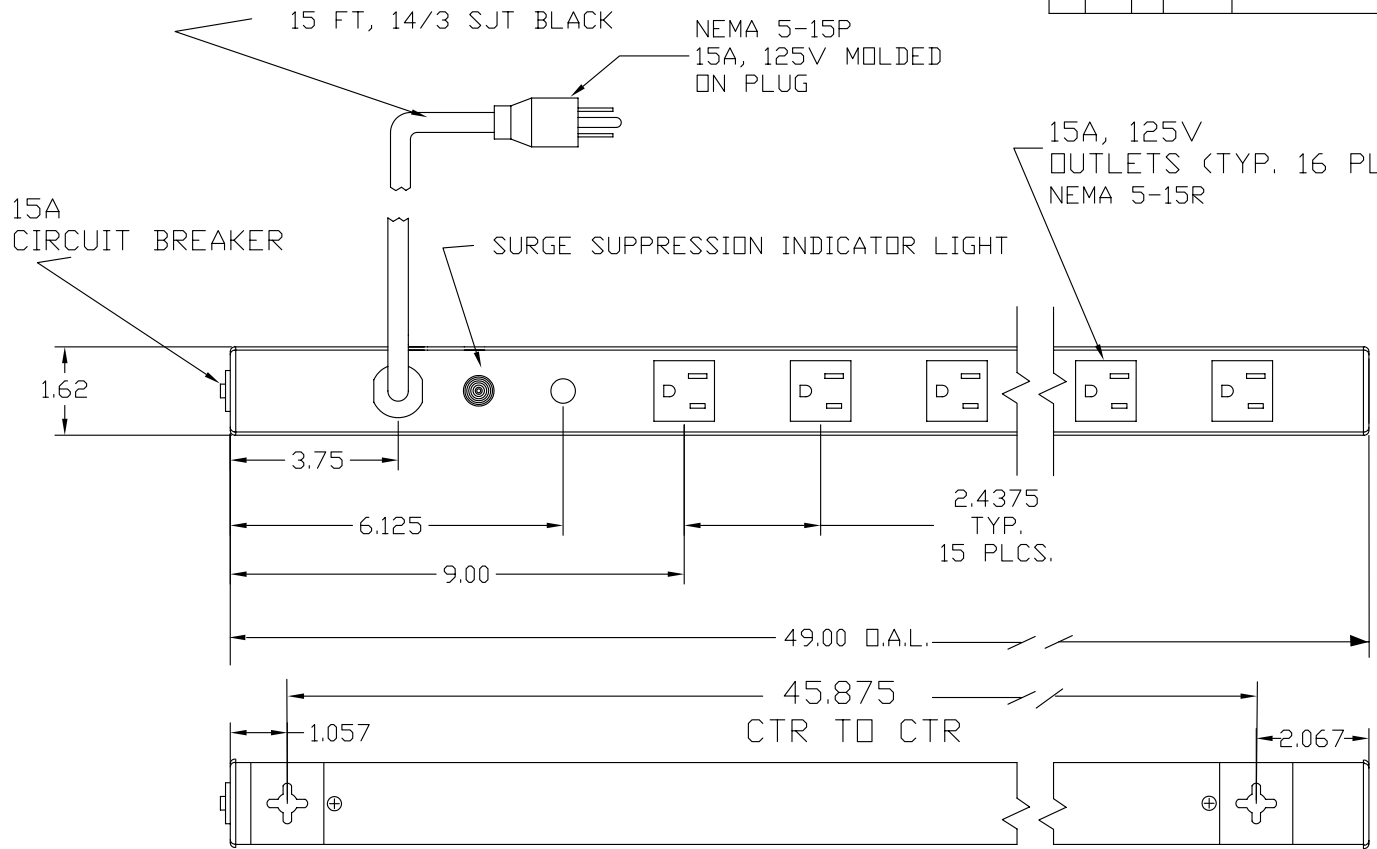 15 FT, 14/3 SJT BLACK
NEMA 5-15P
15A, 125V MOLDED
ON PLUG
15A, 125V
OUTLETS (TYP. 16 PL
NEMA 5-15R
15A
CIRCUIT BREAKER
SURGE SUPPRESSION INDICATOR LIGHT
1.62
3.75
6.125
9.00
2.4375
TYP.
15 PLCS.
49.00 O.A.L.
45.875
CTR TO CTR
1.057
2.067